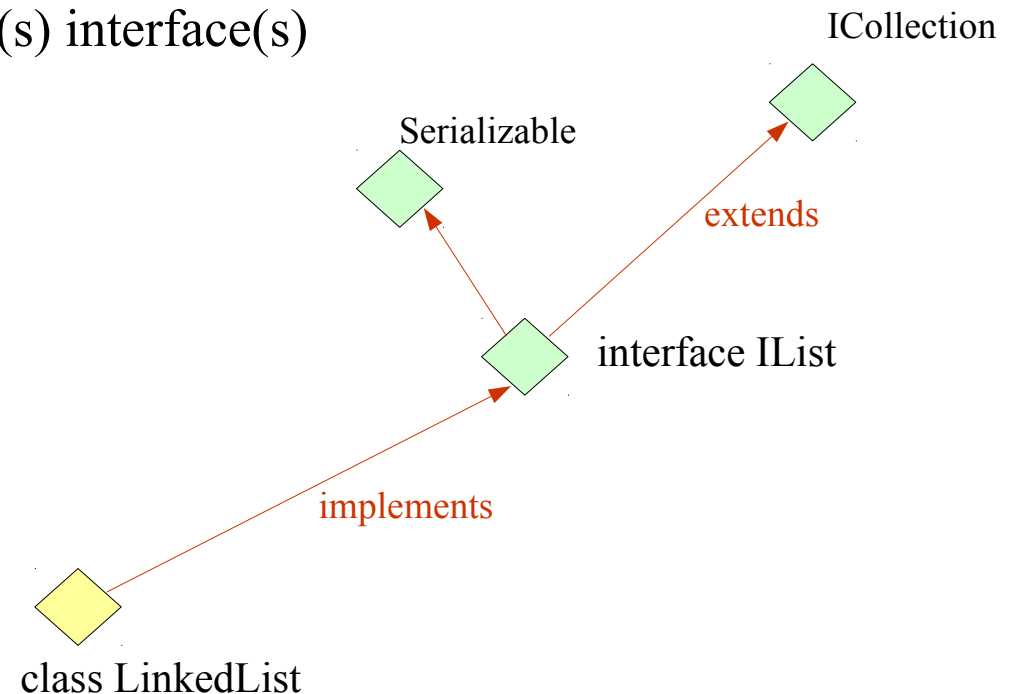 (s) interface(s)
ICollection
Serializable
extends
interface IList
implements
class LinkedList